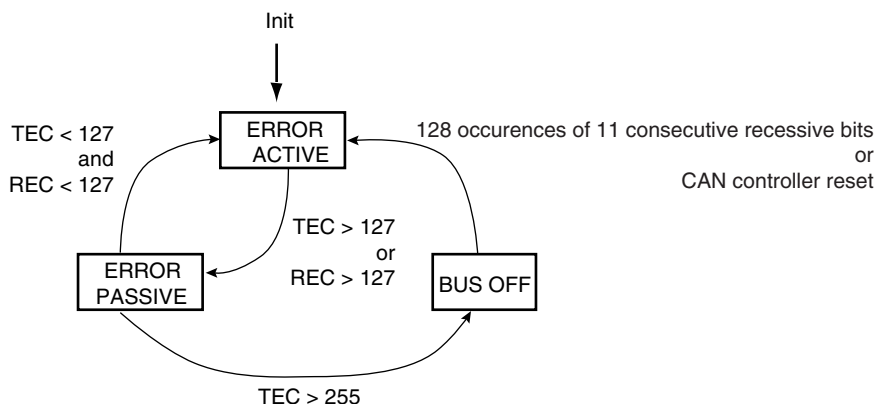 Init
ERROR
ACTIVE
TEC < 127
and
REC < 127
128 occurences of 11 consecutive recessive bits
or
CAN controller reset
TEC > 127
or
REC > 127
ERROR
PASSIVE
BUS OFF
TEC > 255